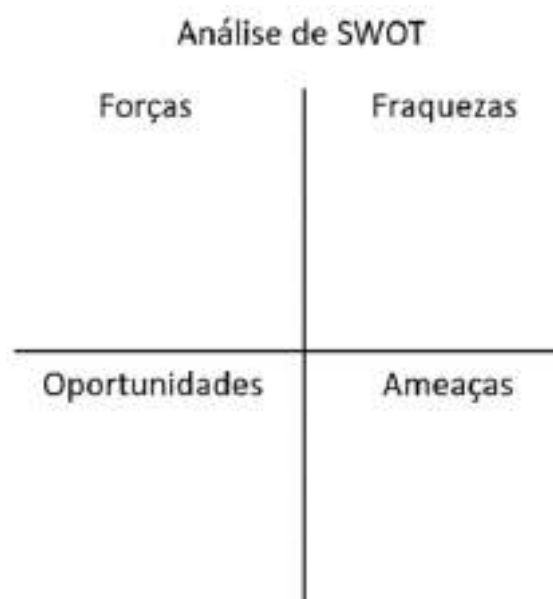 Análise de SWOT
Forças
Fraquezas
Oportunidades
Ameaças